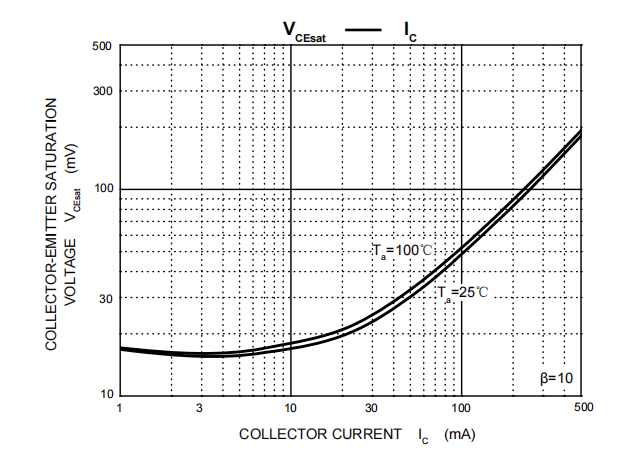 VCEsat —— IC
500
300
100
30
10
COLLECTOR-EMITTER SATURATION
VOLTAGE VCEsat (mV)
Ta=100℃
Ta=25℃
β=10
1 3 10 30 100 500
COLLECTOR CURRENT IC (mA)